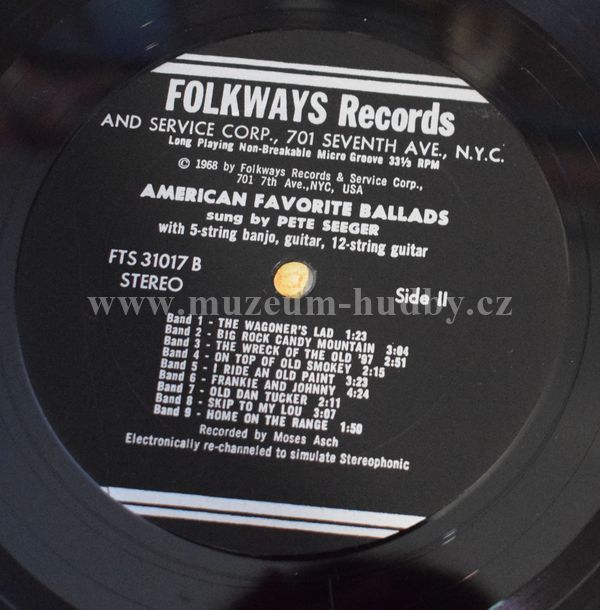 FOLKWAYS Records
AND SERVICE CORP., 701 SEVENTH AVE., N.Y.C.
Long Playing Non-Breakable Micro Groove 33⅓ RPM
© 1968 by Folkways Records & Service Corp.,
701 7th Ave.,NYC, USA
AMERICAN FAVORITE BALLADS
sung by PETE SEEGER
with 5-string banjo, guitar, 12-string guitar
FTS 31017 B
STEREO
Side II
www.muzeum-hudby.cz
Band 1 - THE WAGONER'S LAD 1:23
Band 2 - BIG ROCK CANDY MOUNTAIN 3:04
Band 3 - THE WRECK OF THE OLD '97 2:51
Band 4 - ON TOP OF OLD SMOKEY 2:15
Band 5 - I RIDE AN OLD PAINT 3:23
Band 6 - FRANKIE AND JOHNNY 4:24
Band 7 - OLD DAN TUCKER 2:11
Band 8 - SKIP TO MY LOU 3:07
Band 9 - HOME ON THE RANGE 1:50
Recorded by Moses Asch
Electronically re-channeled to simulate Stereophonic